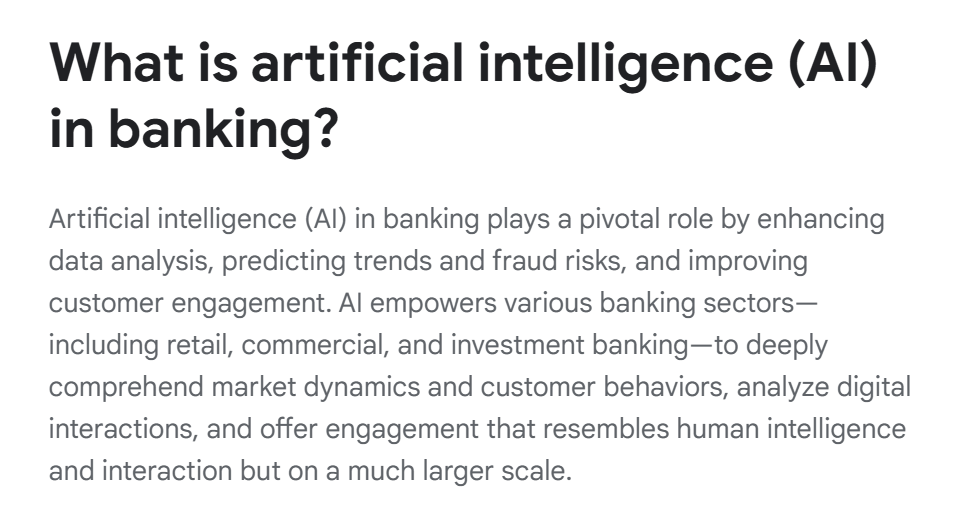 What is artificial intelligence (AI)
in banking?
Artificial intelligence (AI) in banking plays a pivotal role by enhancing
data analysis, predicting trends and fraud risks, and improving
customer engagement. AI empowers various banking sectors—
including retail, commercial, and investment banking—to deeply
comprehend market dynamics and customer behaviors, analyze digital
interactions, and offer engagement that resembles human intelligence
and interaction but on a much larger scale.